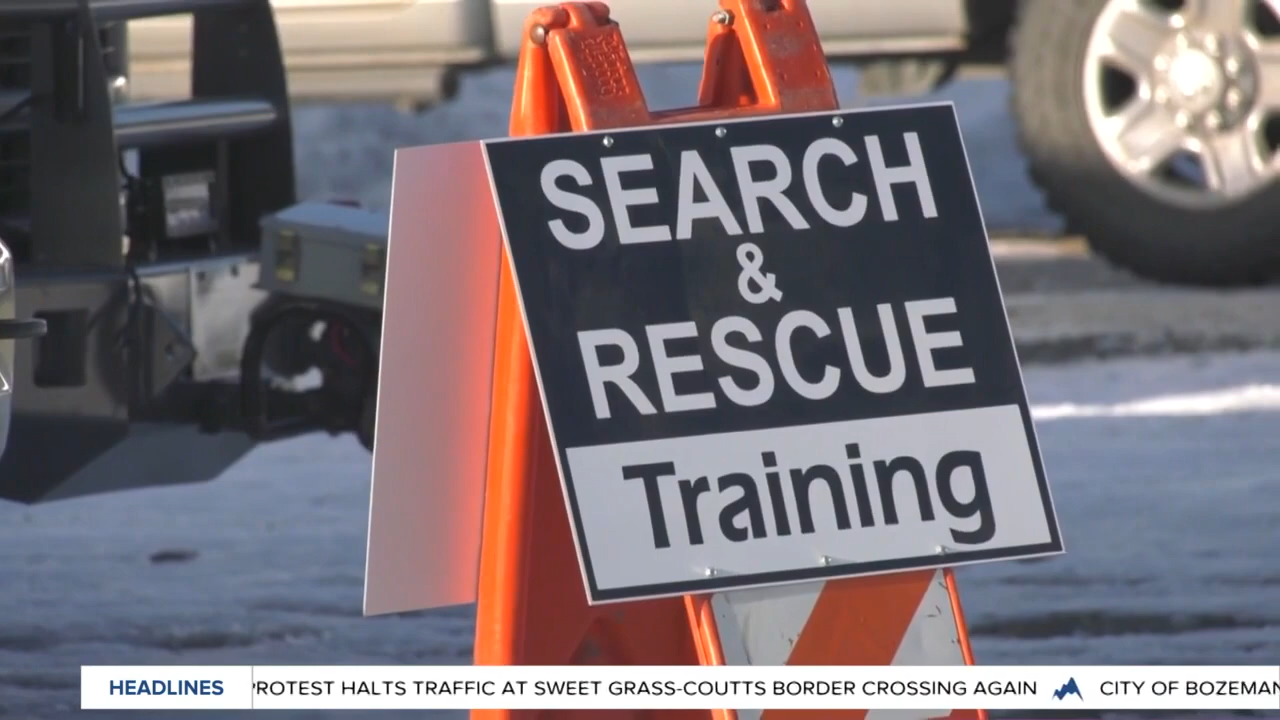 SEARCH
&
RESCUE
Training
HEADLINES
PROTEST HALTS TRAFFIC AT SWEET GRASS-COUTTS BORDER CROSSING AGAIN CITY OF BOZEMAN